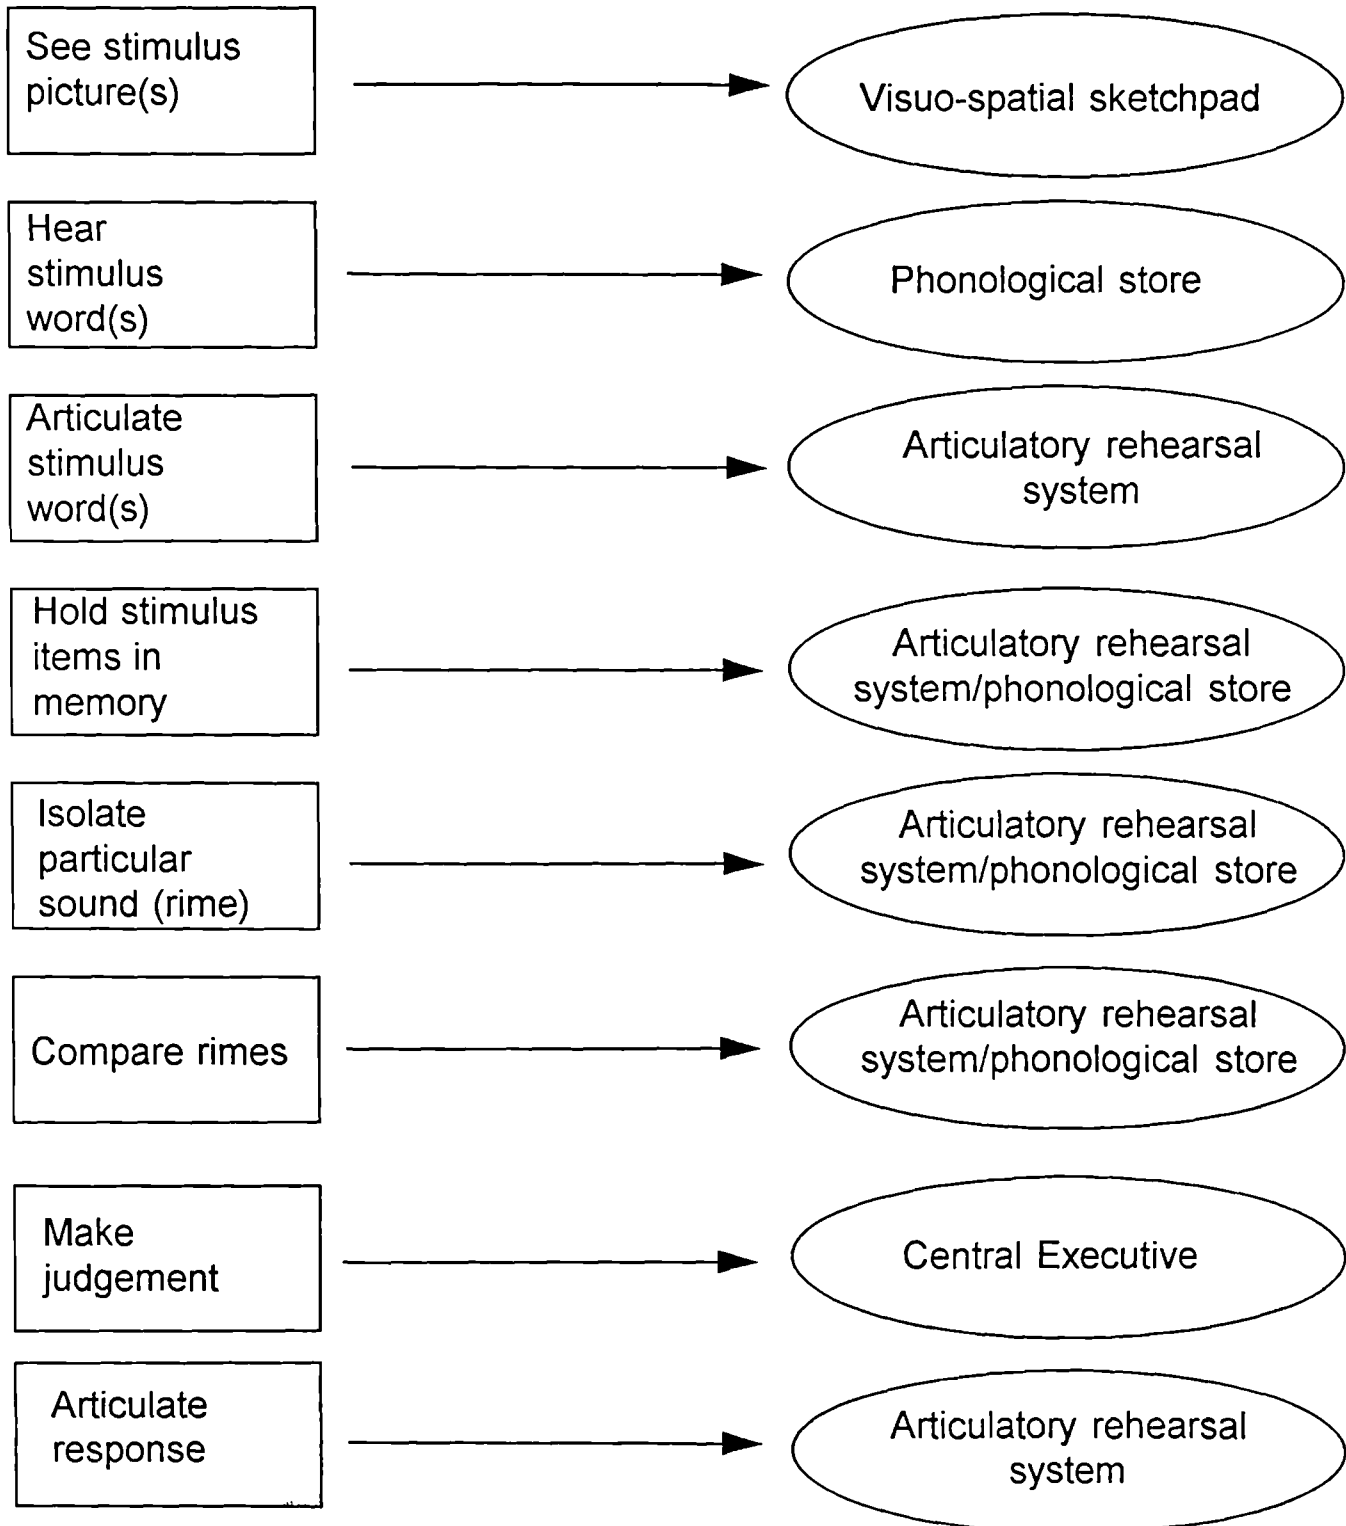 See stimulus
picture(s)
Visuo-spatial sketchpad
Hear
stimulus
word(s)
Phonological store
Articulate
stimulus
word(s)
Articulatory rehearsal
system
Hold stimulus
items in
memory
Articulatory rehearsal
system/phonological store
Isolate
particular
sound (rime)
Articulatory rehearsal
system/phonological store
Compare rimes
Articulatory rehearsal
system/phonological store
Make
judgement
Central Executive
Articulate
response
Articulatory rehearsal
system